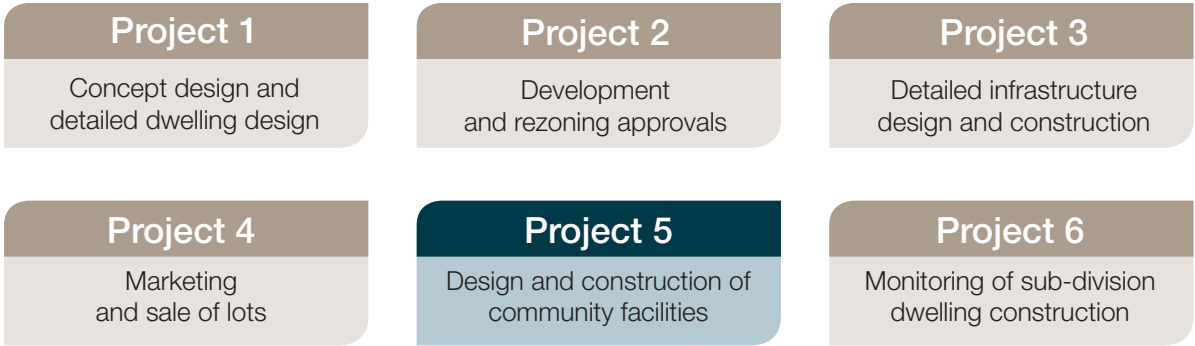 Project 1
Concept design and
detailed dwelling design
Project 2
Development
and rezoning approvals
Project 3
Detailed infrastructure
design and construction
Project 4
Marketing
and sale of lots
Project 5
Design and construction of
community facilities
Project 6
Monitoring of sub-division
dwelling construction